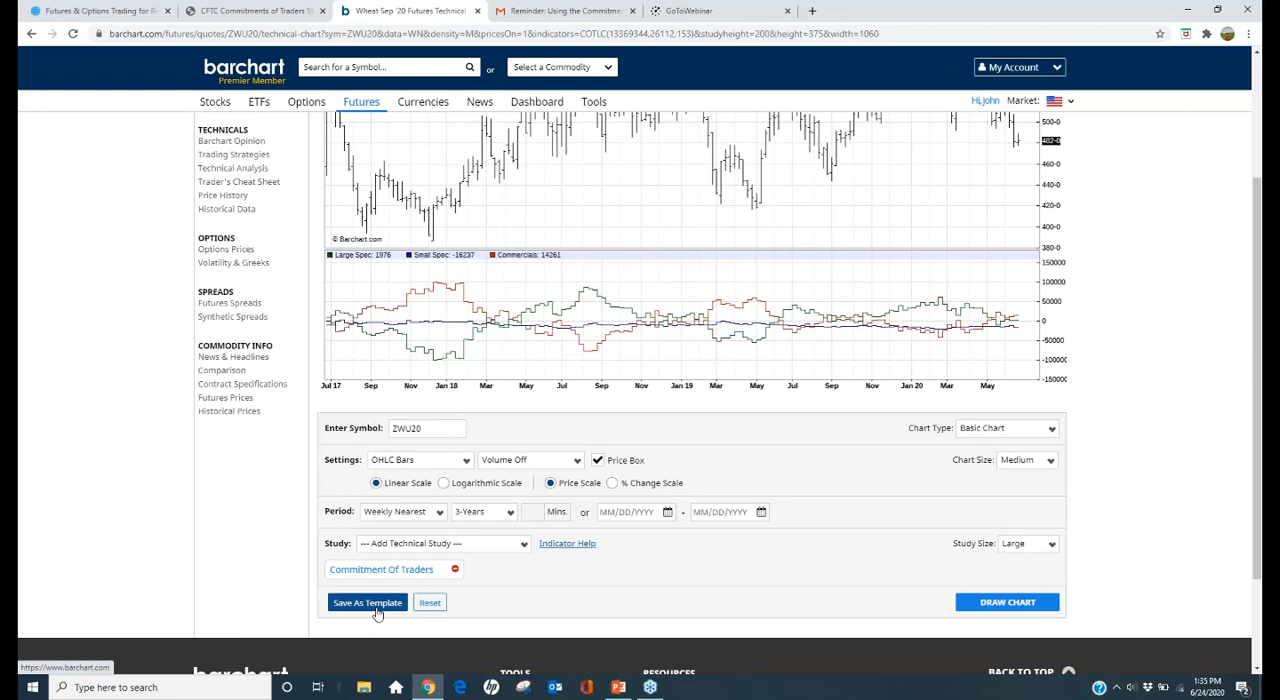 Futures & Options Trading for Ri
CFTC Commitments of Traders S
Wheat Sep '20 Futures Technical
Reminder: Using the Commitme
GoToWebinar
barchart.com/futures/quotes/ZWU20/technical-chart?sym=ZWU20&data=WN&density=M&pricesOn=1&indicators=COTLC(13369344,26112,153)&studyheight=200&height=375&width=1060
barchart
Premier Member
Search for a Symbol...
or
Select a Commodity
My Account
Stocks
ETFs
Options
Futures
Currencies
News
Dashboard
Tools
Hi, John
Market:
TECHNICALS
Barchart Opinion
Trading Strategies
Technical Analysis
Trader's Cheat Sheet
Price History
Historical Data
OPTIONS
Options Prices
Volatility & Greeks
SPREADS
Futures Spreads
Synthetic Spreads
COMMODITY INFO
News & Headlines
Comparison
Contract Specifications
Futures Prices
Historical Prices
500-0
482-0
460-0
440-0
420-0
400-0
380-0
© Barchart.com
Large Spec: 1976
Small Spec: -16237
Commercials: 14261
150000
100000
50000
0
-50000
-100000
-150000
Jul 17 Sep Nov Jan 18 Mar May Jul Sep Nov Jan 19 Mar May Jul Sep Nov Jan 20 Mar May
Enter Symbol: ZWU20
Chart Type: Basic Chart
Settings: OHLC Bars Volume Off Price Box
Chart Size: Medium
Linear Scale Logarithmic Scale Price Scale % Change Scale
Period: Weekly Nearest 3-Years Mins. or MM/DD/YYYY - MM/DD/YYYY
Study: --- Add Technical Study --- Indicator Help
Study Size: Large
Commitment Of Traders
Save As Template
Reset
DRAW CHART
https://www.barchart.com
barchart
TOOLS
RESOURCES
BACK TO TOP
Type here to search
1:35 PM
6/24/2020